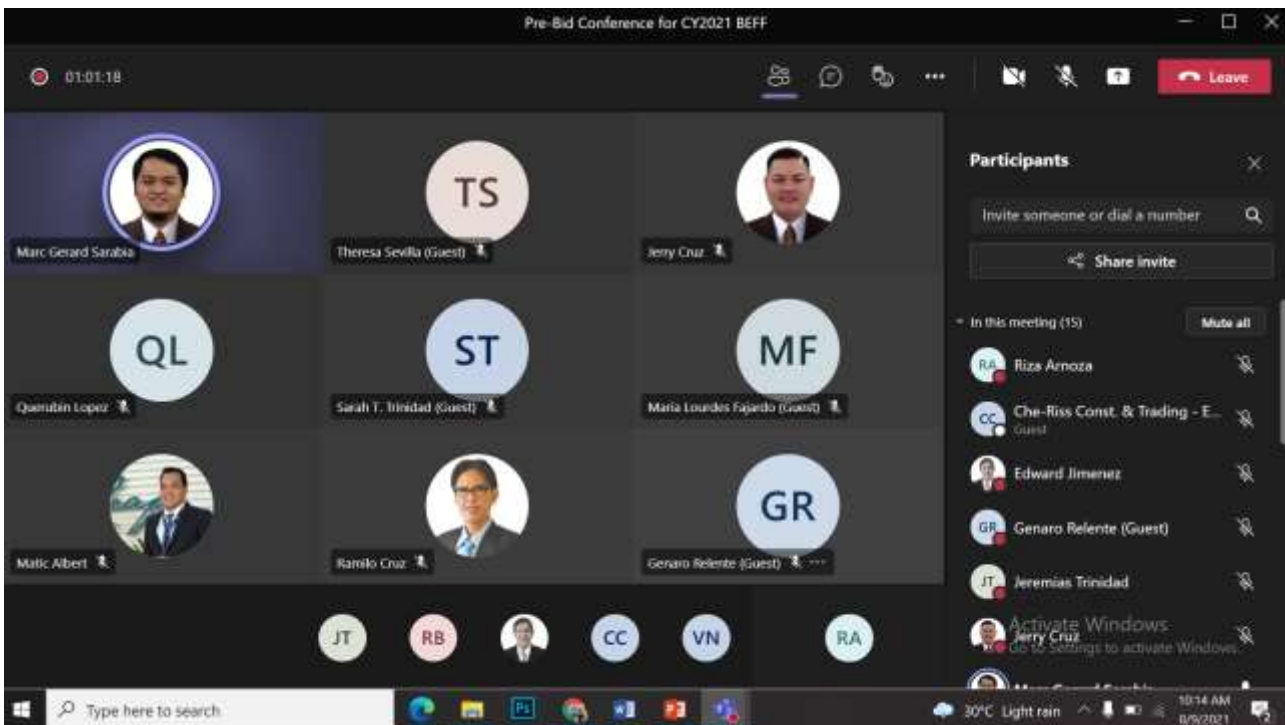 Pre-Bid Conference for CY2021 BEFF
01:01:18
Leave
Participants
Invite someone or dial a number
Share invite
In this meeting (15)
Mute all
Marc Gerard Sarabia
TS
Theresa Sevilla (Guest)
Jerry Cruz
QL
Querubin Lopez
ST
Sarah T. Trinidad (Guest)
MF
Maria Lourdes Fajardo (Guest)
Matic Albert
Ramilo Cruz
GR
Genaro Relente (Guest)
JT
RB
CC
VN
RA
RA
Riza Arnoza
CC
Che-Riss Const. & Trading - E...
Guest
Edward Jimenez
GR
Genaro Relente (Guest)
JT
Jeremias Trinidad
Jerry Cruz
Activate Windows
Go to Settings to activate Windows.
Type here to search
Ps
30°C Light rain
10:14 AM
8/9/2021